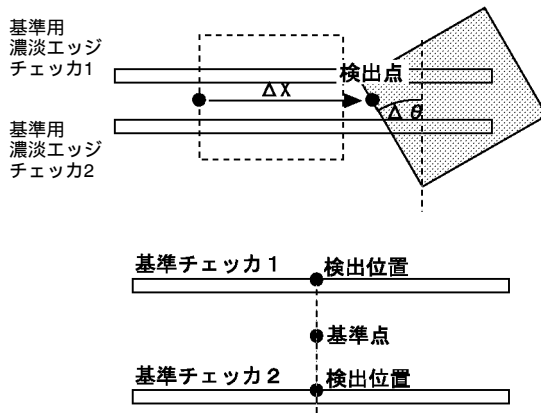 基準用
濃淡エッジ
チェッカ1
検出点
ΔX
Δθ
基準用
濃淡エッジ
チェッカ2
基準チェッカ１
検出位置
基準点
基準チェッカ２
検出位置